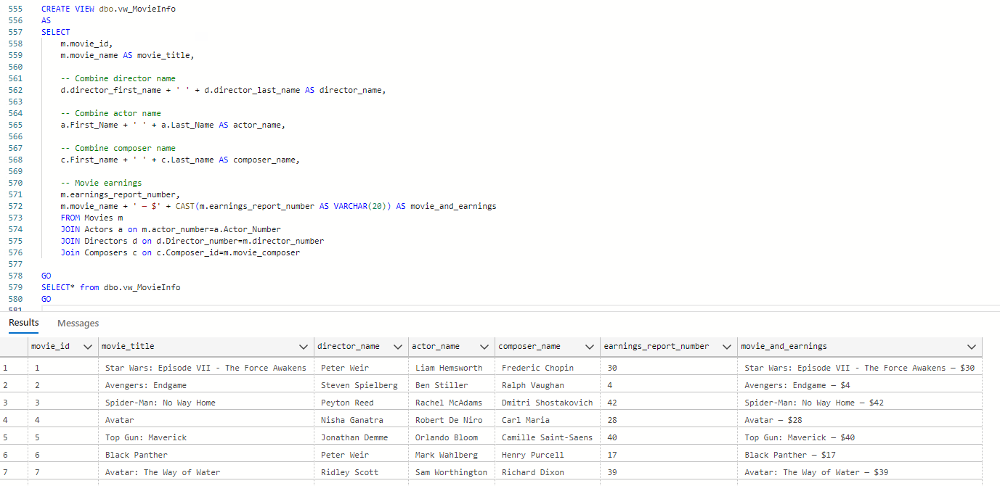 555 CREATE VIEW dbo.vw_MovieInfo
556 AS
557 SELECT
558 m.movie_id,
559 m.movie_name AS movie_title,
560
561 -- Combine director name
562 d.director_first_name + ' ' + d.director_last_name AS director_name,
563
564 -- Combine actor name
565 a.First_Name + ' ' + a.Last_Name AS actor_name,
566
567 -- Combine composer name
568 c.First_name + ' ' + c.Last_name AS composer_name,
569
570 -- Movie earnings
571 m.earnings_report_number,
572 m.movie_name + ' – $' + CAST(m.earnings_report_number AS VARCHAR(20)) AS movie_and_earnings
573 FROM Movies m
574 JOIN Actors a on m.actor_number=a.Actor_Number
575 JOIN Directors d on d.Director_number=m.director_number
576 Join Composers c on c.Composer_id=m.movie_composer
577
578 GO
579 SELECT* from dbo.vw_MovieInfo
580 GO
581
Results Messages
movie_id movie_title director_name actor_name composer_name earnings_report_number movie_and_earnings
1 1 Star Wars: Episode VII - The Force Awakens Peter Weir Liam Hemsworth Frederic Chopin 30 Star Wars: Episode VII - The Force Awakens – $30
2 2 Avengers: Endgame Steven Spielberg Ben Stiller Ralph Vaughan 4 Avengers: Endgame – $4
3 3 Spider-Man: No Way Home Peyton Reed Rachel McAdams Dmitri Shostakovich 42 Spider-Man: No Way Home – $42
4 4 Avatar Nisha Ganatra Robert De Niro Carl Maria 28 Avatar – $28
5 5 Top Gun: Maverick Jonathan Demme Orlando Bloom Camille Saint-Saens 40 Top Gun: Maverick – $40
6 6 Black Panther Peter Weir Mark Wahlberg Henry Purcell 17 Black Panther – $17
7 7 Avatar: The Way of Water Ridley Scott Sam Worthington Richard Dixon 39 Avatar: The Way of Water – $39